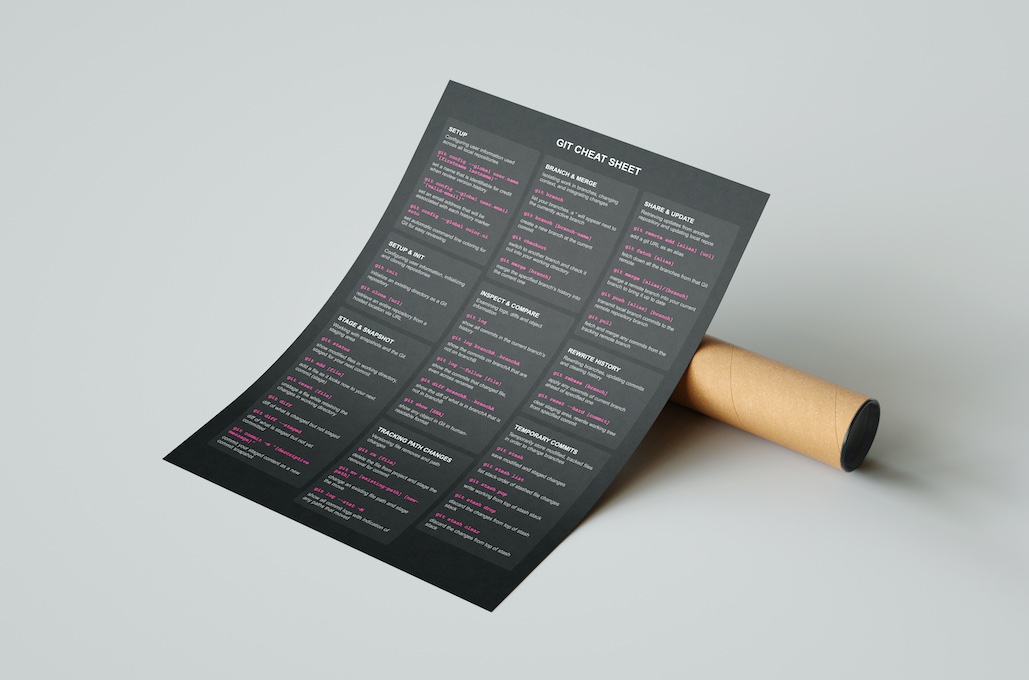 GIT CHEAT SHEET
SETUP
Configuring user information used
across all local repositories
git config --global user.name
"[firstname lastname]"
set a name that is identifiable for credit
when review version history
git config --global user.email
"[valid-email]"
set an email address that will be
associated with each history marker
git config --global color.ui
auto
set automatic command line coloring for
Git for easy reviewing
SETUP & INIT
Configuring user information, initializing
and cloning repositories
git init
initialize an existing directory as a Git
repository
git clone [url]
retrieve an entire repository from a
hosted location via URL
STAGE & SNAPSHOT
Working with snapshots and the Git
staging area
git status
show modified files in working directory,
staged for your next commit
git add [file]
add a file as it looks now to your next
commit (stage)
git reset [file]
unstage a file while retaining the
changes in working directory
git diff
diff of what is changed but not staged
git diff --staged
diff of what is staged but not yet
commited
git commit -m "[descriptive
message]"
commit your staged content as a new
commit snapshot
BRANCH & MERGE
Isolating work in branches, changing
context, and integrating changes
git branch
list your branches. a * will appear next to
the currently active branch
git branch [branch-name]
create a new branch at the current
commit
git checkout
switch to another branch and check it
out into your working directory
git merge [branch]
merge the specified branch's history into
the current one
INSPECT & COMPARE
Examining logs, diffs and object
information
git log
show all commits in the current branch's
history
git log branchB..branchA
show the commits on branchA that are
not on branchB
git log --follow [file]
show the commits that changed file,
even across renames
git diff branchB...branchA
show the diff of what is in branchA that is
not in branchB
git show [SHA]
show any object in Git in human-
readable format
TRACKING PATH CHANGES
Versioning file removes and path
changes
git rm [file]
delete the file from project and stage the
removal for commit
git mv [existing-path] [new-
path]
change an existing file path and stage
the move
git log --stat -M
show all commit logs with indication of
any paths that moved
SHARE & UPDATE
Retrieving updates from another
repository and updating local repos
git remote add [alias] [url]
add a git URL as an alias
git fetch [alias]
fetch down all the branches from that Git
remote
git merge [alias]/[branch]
merge a remote branch into your current
branch to bring it up to date
git push [alias] [branch]
transmit local branch commits to the
remote repository branch
git pull
fetch and merge any commits from the
tracking remote branch
REWRITE HISTORY
Rewriting branches, updating commits
and clearing history
git rebase [branch]
apply any commits of current branch
ahead of specified one
git reset --hard [commit]
clear staging area, rewrite working tree
from specified commit
TEMPORARY COMMITS
Temporarily store modified, tracked files
in order to change branches
git stash
save modified and staged changes
git stash list
list stack-order of stashed file changes
git stash pop
write working from top of stash stack
git stash drop
discard the changes from top of stash
stack
git stash clear
discard the changes from top of stash
stack